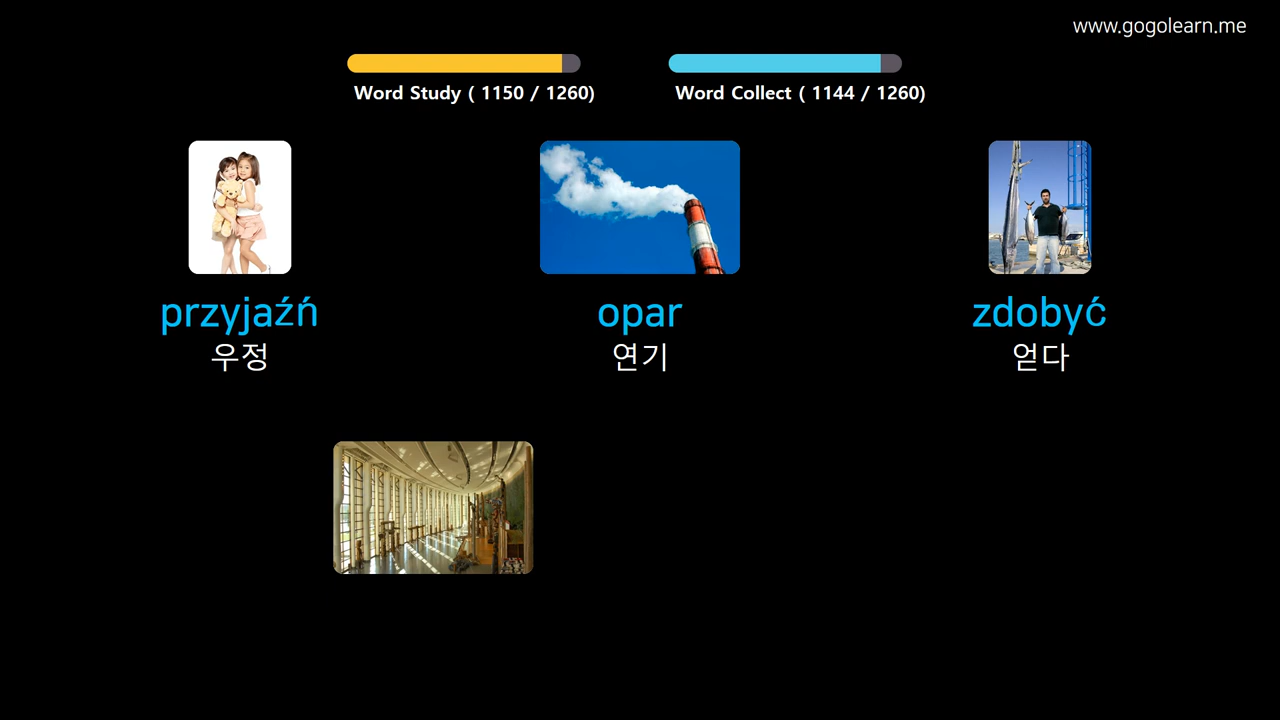 www.gogolearn.me
Word Study ( 1150 / 1260)
Word Collect ( 1144 / 1260)
przyjaźń
우정
opar
연기
zdobyć
얻다